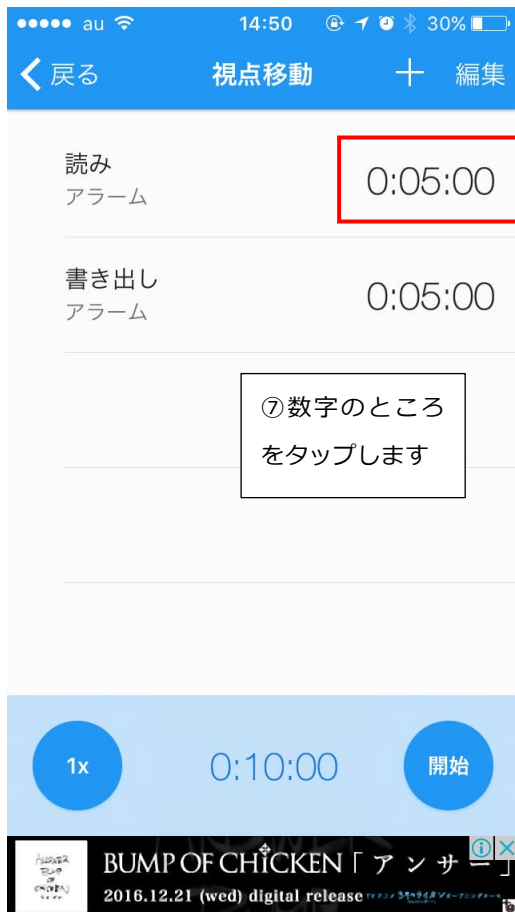 au 14:50 30%
戻る 視点移動 編集
読み
アラーム
0:05:00
書き出し
アラーム
0:05:00
⑦数字のところ
をタップします
1x 0:10:00 開始
BUMP OF CHICKEN「アンサー」
2016.12.21 (wed) digital release